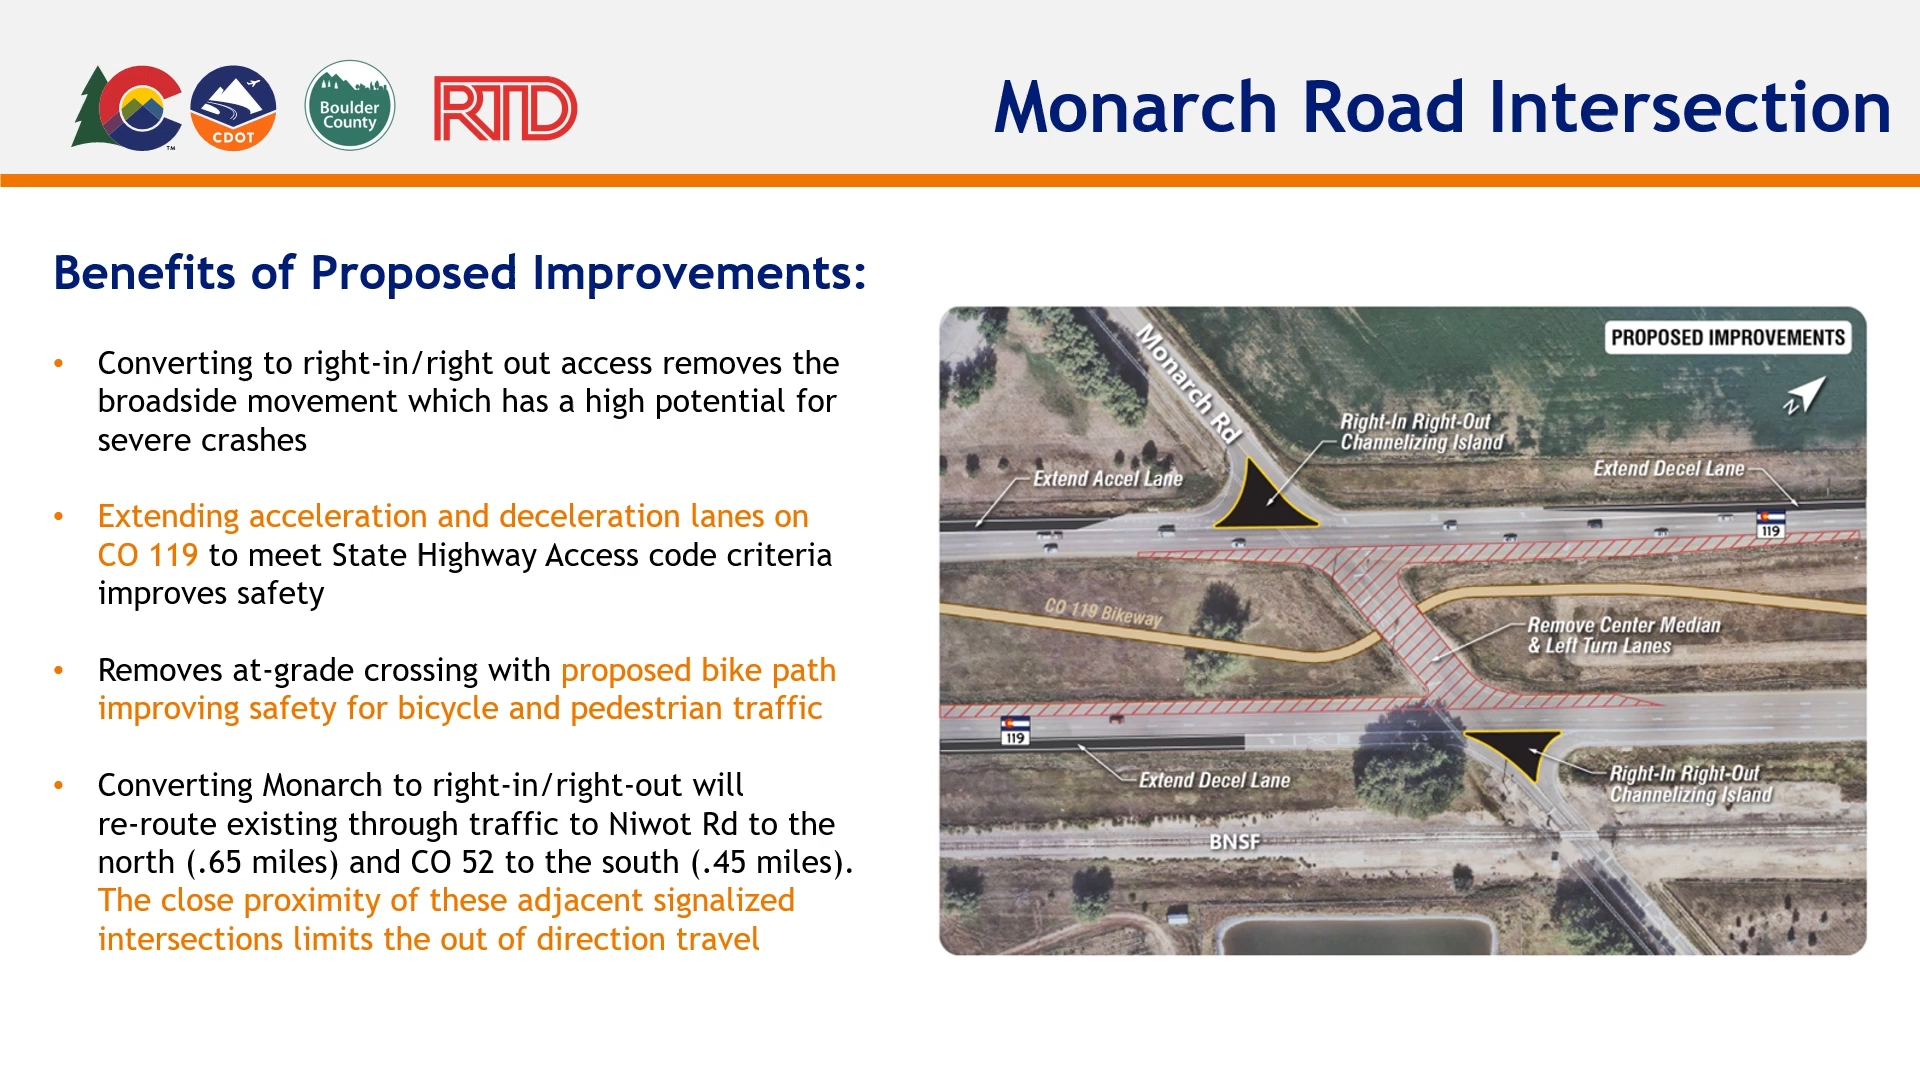 TM
CDOT
Boulder
County
RTD
Monarch Road Intersection
Benefits of Proposed Improvements:
• Converting to right-in/right out access removes the
broadside movement which has a high potential for
severe crashes
• Extending acceleration and deceleration lanes on
CO 119 to meet State Highway Access code criteria
improves safety
• Removes at-grade crossing with proposed bike path
improving safety for bicycle and pedestrian traffic
• Converting Monarch to right-in/right-out will
re-route existing through traffic to Niwot Rd to the
north (.65 miles) and CO 52 to the south (.45 miles).
The close proximity of these adjacent signalized
intersections limits the out of direction travel
PROPOSED IMPROVEMENTS
N
Monarch Rd
Right-In Right-Out
Channelizing Island
Extend Accel Lane
Extend Decel Lane
119
CO 119 Bikeway
Remove Center Median
& Left Turn Lanes
119
Extend Decel Lane
Right-In Right-Out
Channelizing Island
BNSF